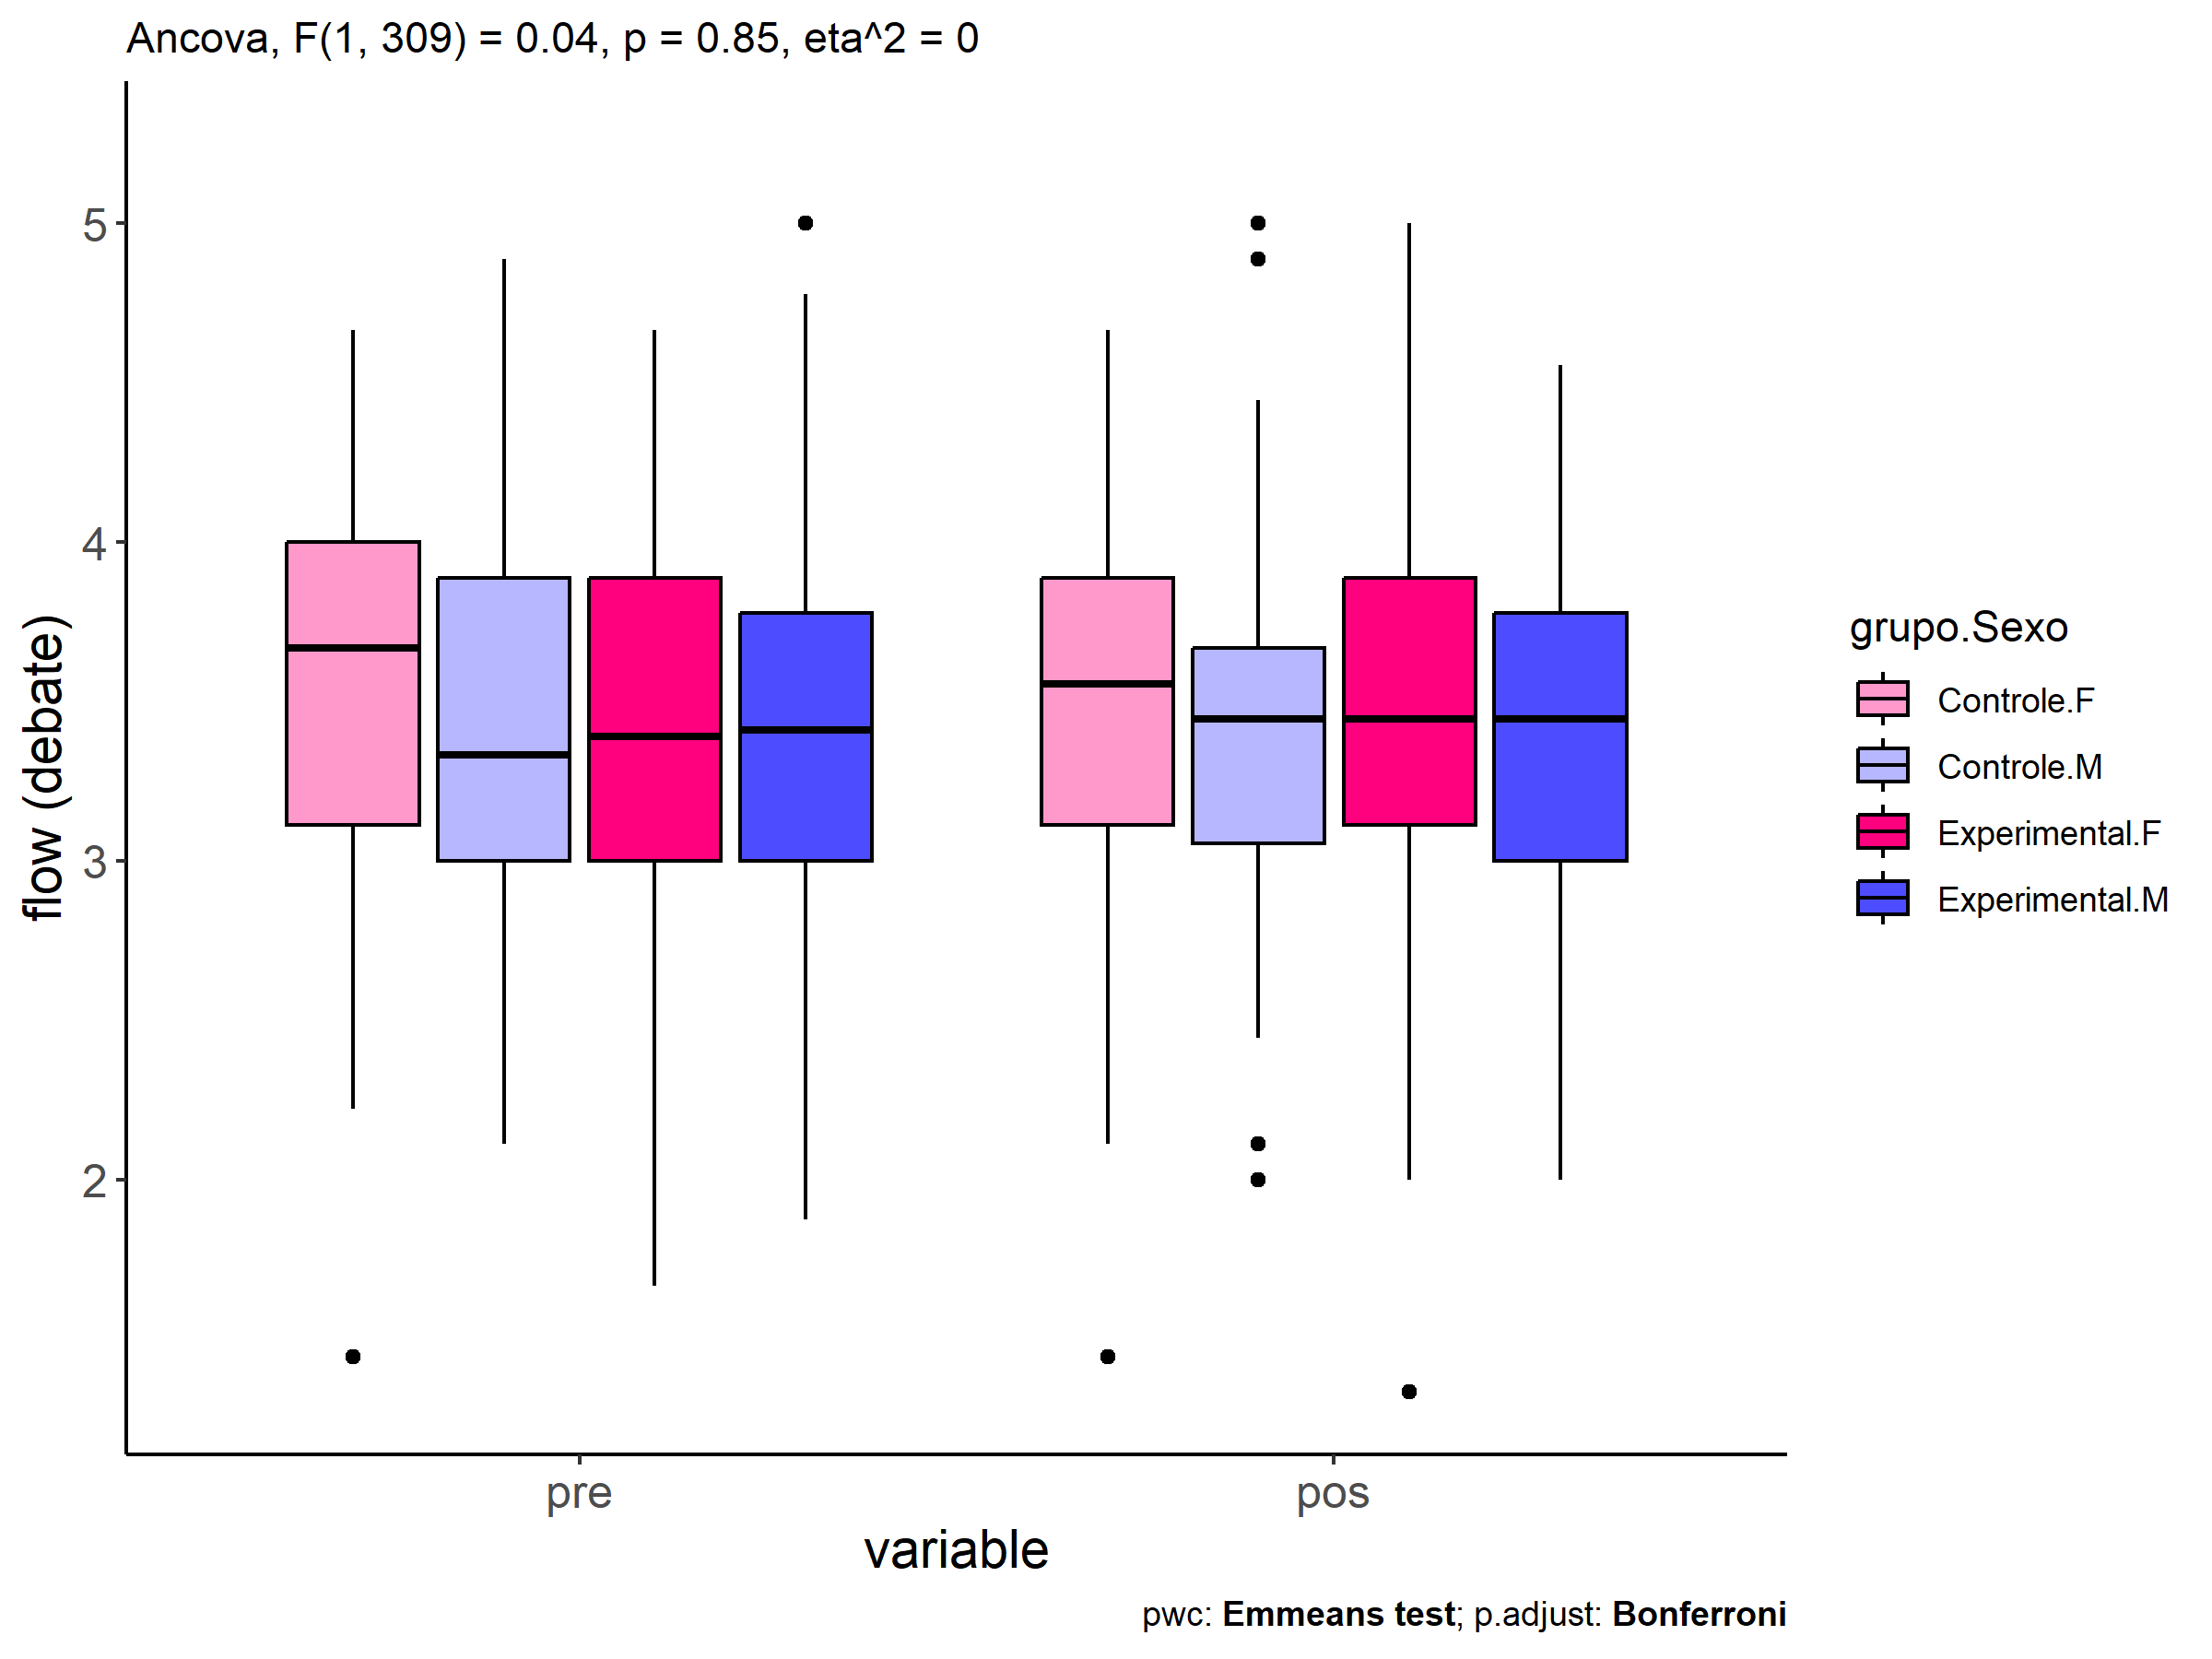 Ancova, F(1, 309) = 0.04, p = 0.85, eta^2 = 0
5
4
3
2
flow (debate)
pre
pos
variable
grupo.Sexo
Controle.F
Controle.M
Experimental.F
Experimental.M
pwc: Emmeans test; p.adjust: Bonferroni